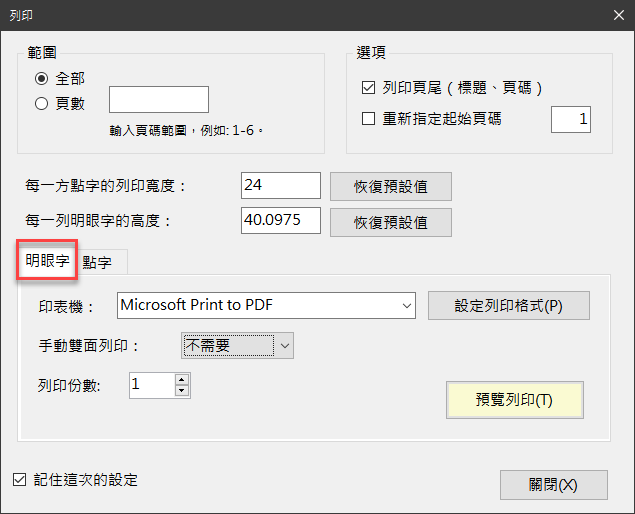 列印
範圍
全部
頁數
輸入頁碼範圍，例如: 1-6。
選項
列印頁尾 ( 標題、頁碼 )
重新指定起始頁碼 1
每一方點字的列印寬度： 24 恢復預設值
每一列明眼字的高度： 40.0975 恢復預設值
明眼字 點字
印表機： Microsoft Print to PDF 設定列印格式(P)
手動雙面列印： 不需要
列印份數: 1
預覽列印(T)
記住這次的設定
關閉(X)